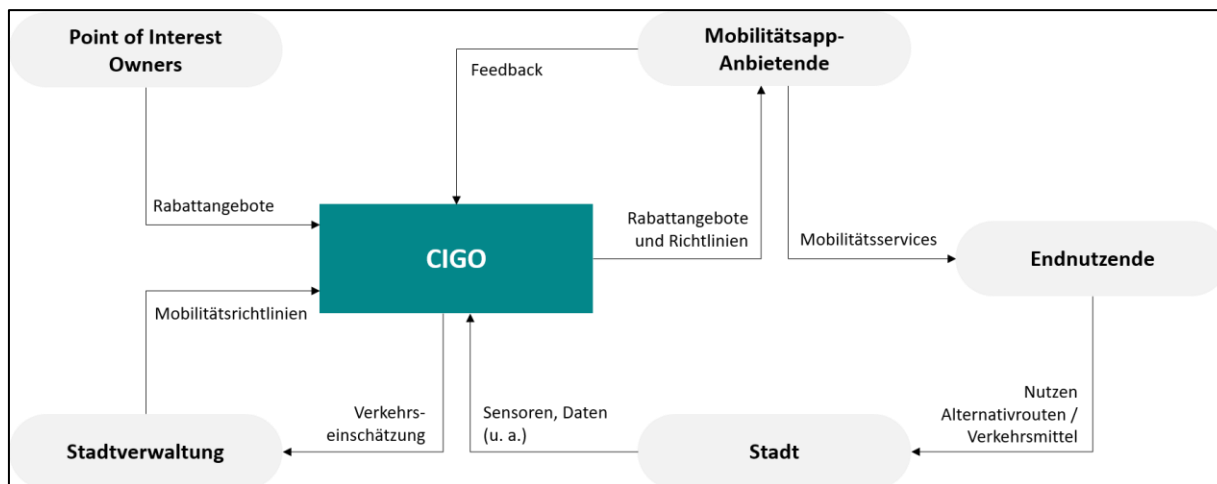 Point of Interest
Owners
Mobilitätsapp-
Anbietende
Feedback
Rabattangebote
CIGO
Rabattangebote
und Richtlinien
Mobilitätsservices
Endnutzende
Mobilitätsrichtlinien
Verkehrs-
einschätzung
Sensoren, Daten
(u. a.)
Nutzen
Alternativrouten /
Verkehrsmittel
Stadtverwaltung
Stadt